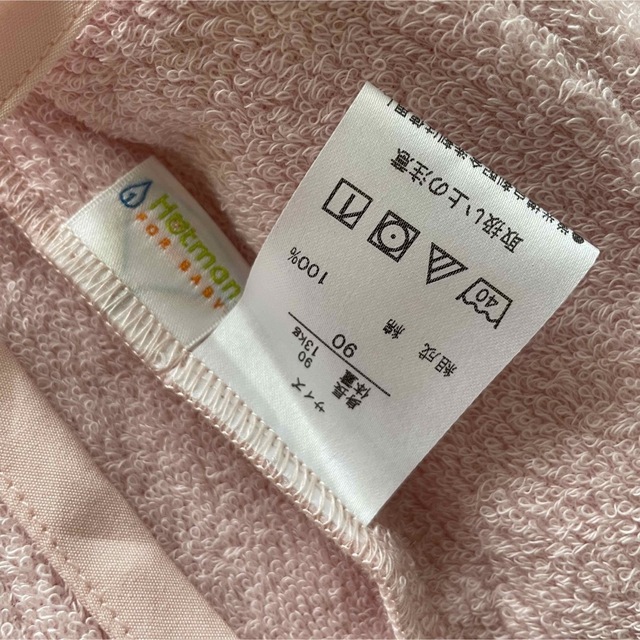 Hotman
FOR BABY
サイズ
90
身長 90
体重 13kg
組成
綿 100%
40
取扱い上の注意